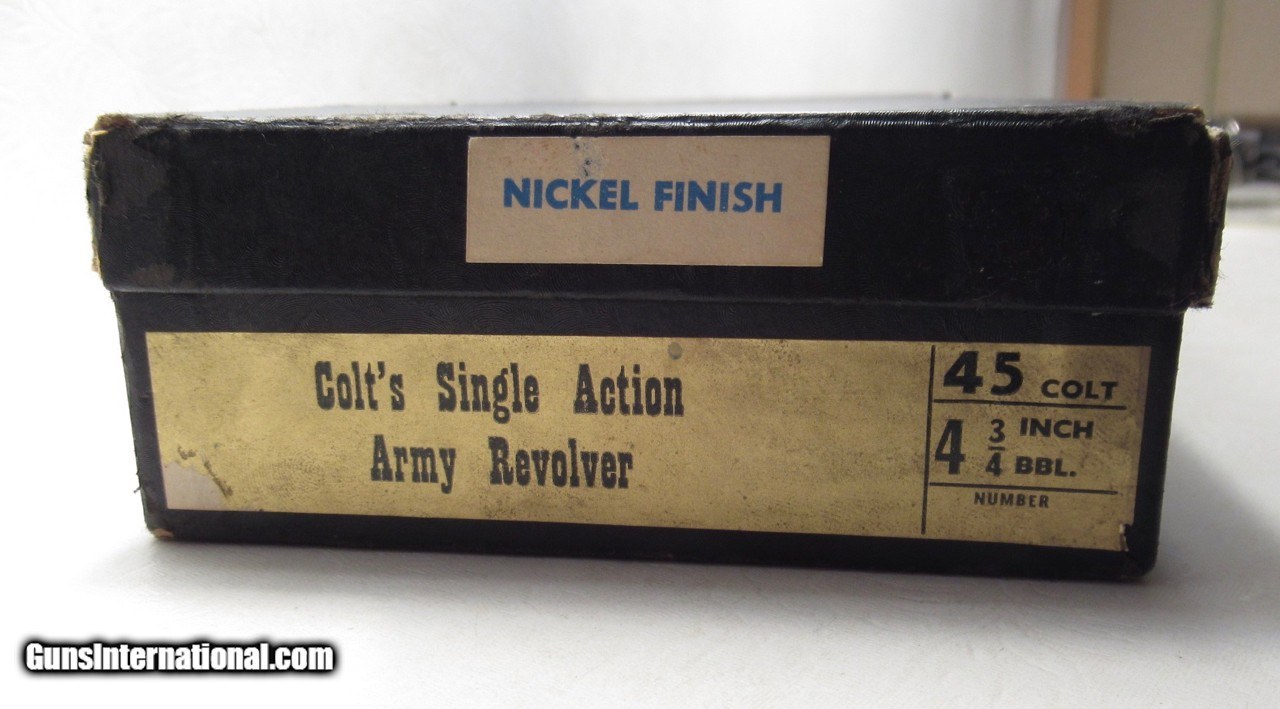 NICKEL FINISH
Colt's Single Action
Army Revolver
45 COLT
4 3/4 INCH
BBL.
NUMBER
GunsInternational.com